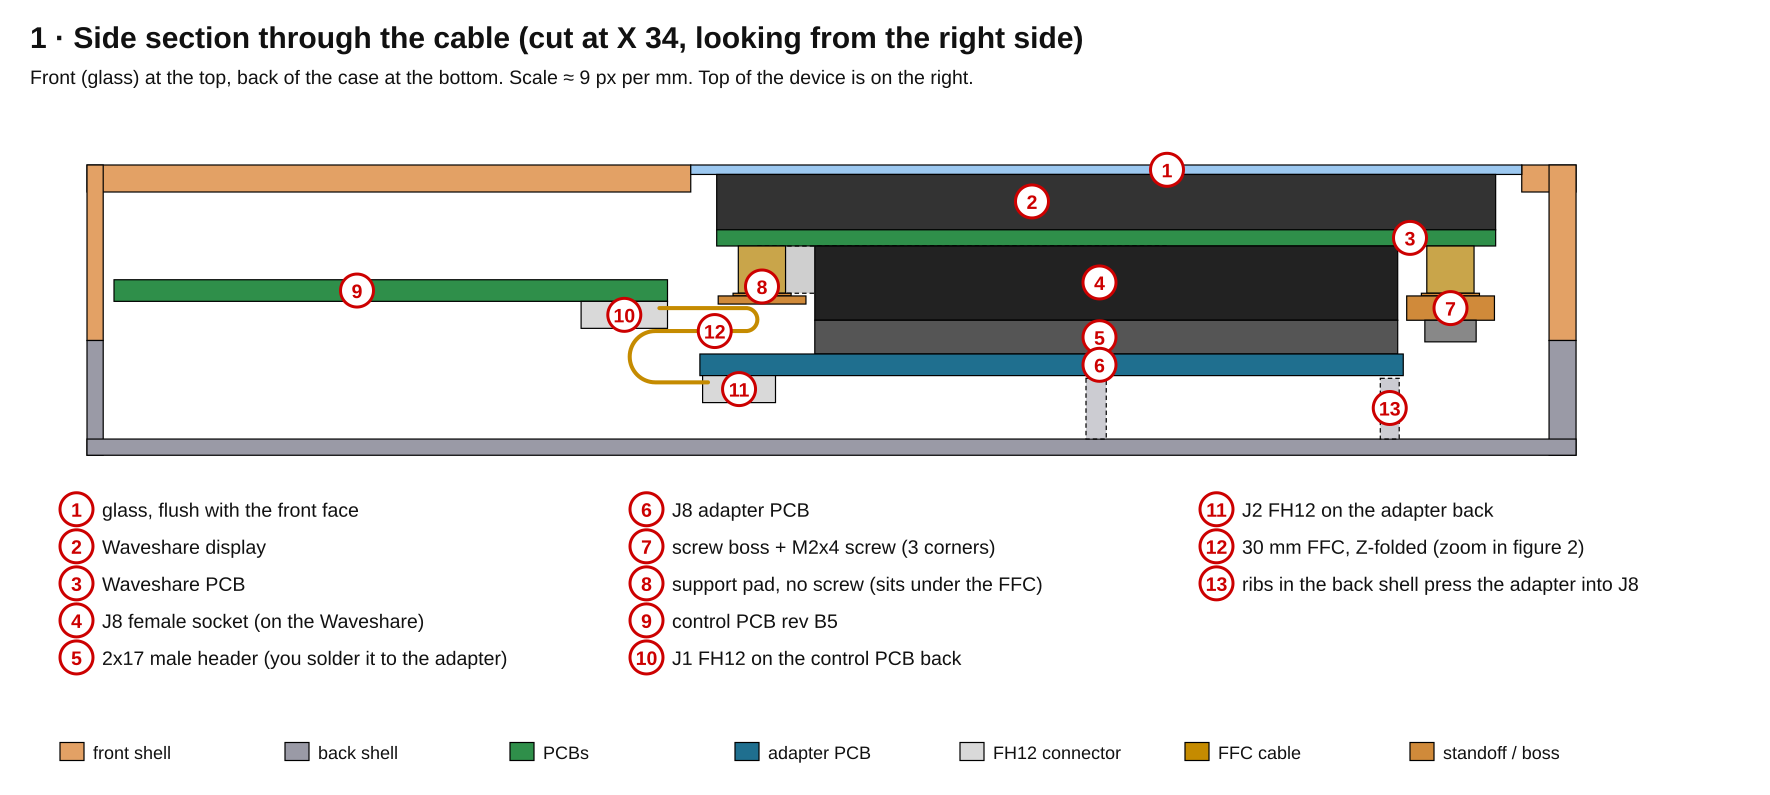 1 · Side section through the cable (cut at X 34, looking from the right side)
Front (glass) at the top, back of the case at the bottom. Scale ≈ 9 px per mm. Top of the device is on the right.
1
2
3
4
5
6
7
8
9
10
11
12
13
1 glass, flush with the front face
2 Waveshare display
3 Waveshare PCB
4 J8 female socket (on the Waveshare)
5 2x17 male header (you solder it to the adapter)
6 J8 adapter PCB
7 screw boss + M2x4 screw (3 corners)
8 support pad, no screw (sits under the FFC)
9 control PCB rev B5
10 J1 FH12 on the control PCB back
11 J2 FH12 on the adapter back
12 30 mm FFC, Z-folded (zoom in figure 2)
13 ribs in the back shell press the adapter into J8
front shell
back shell
PCBs
adapter PCB
FH12 connector
FFC cable
standoff / boss